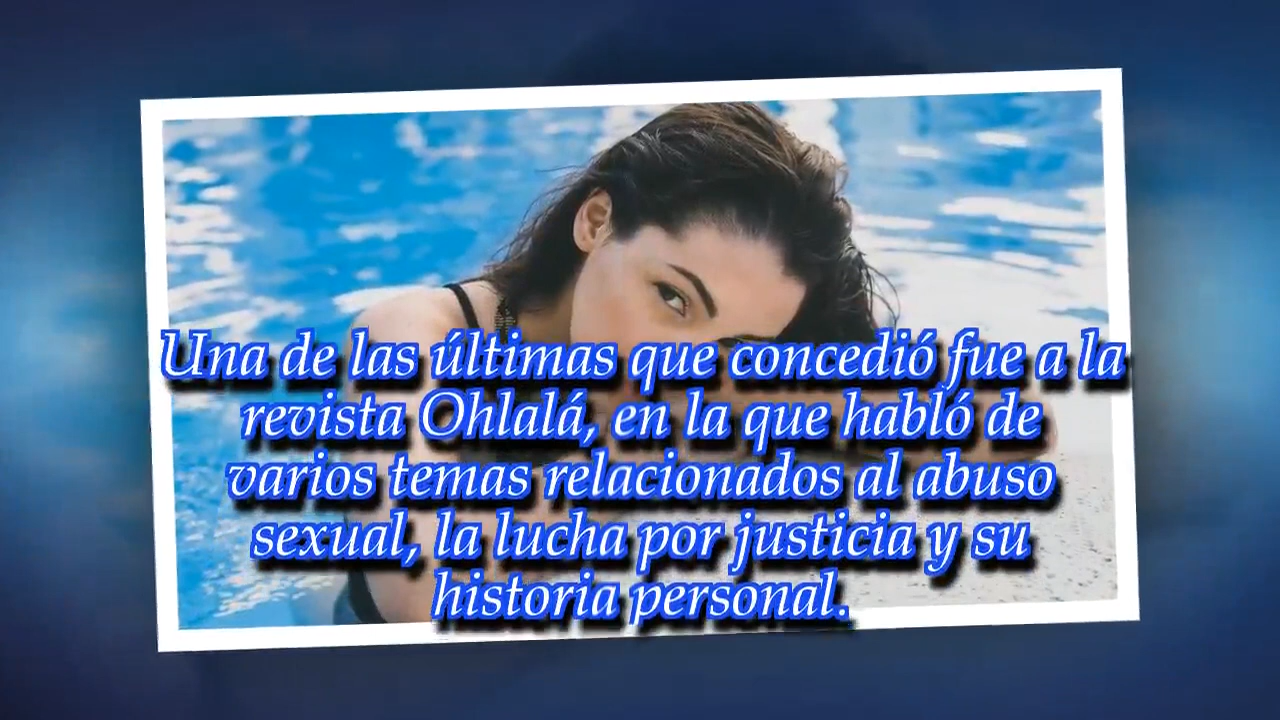 Una de las últimas que concedió fue a la
revista Ohlalá, en la que habló de
varios temas relacionados al abuso
sexual, la lucha por justicia y su
historia personal.